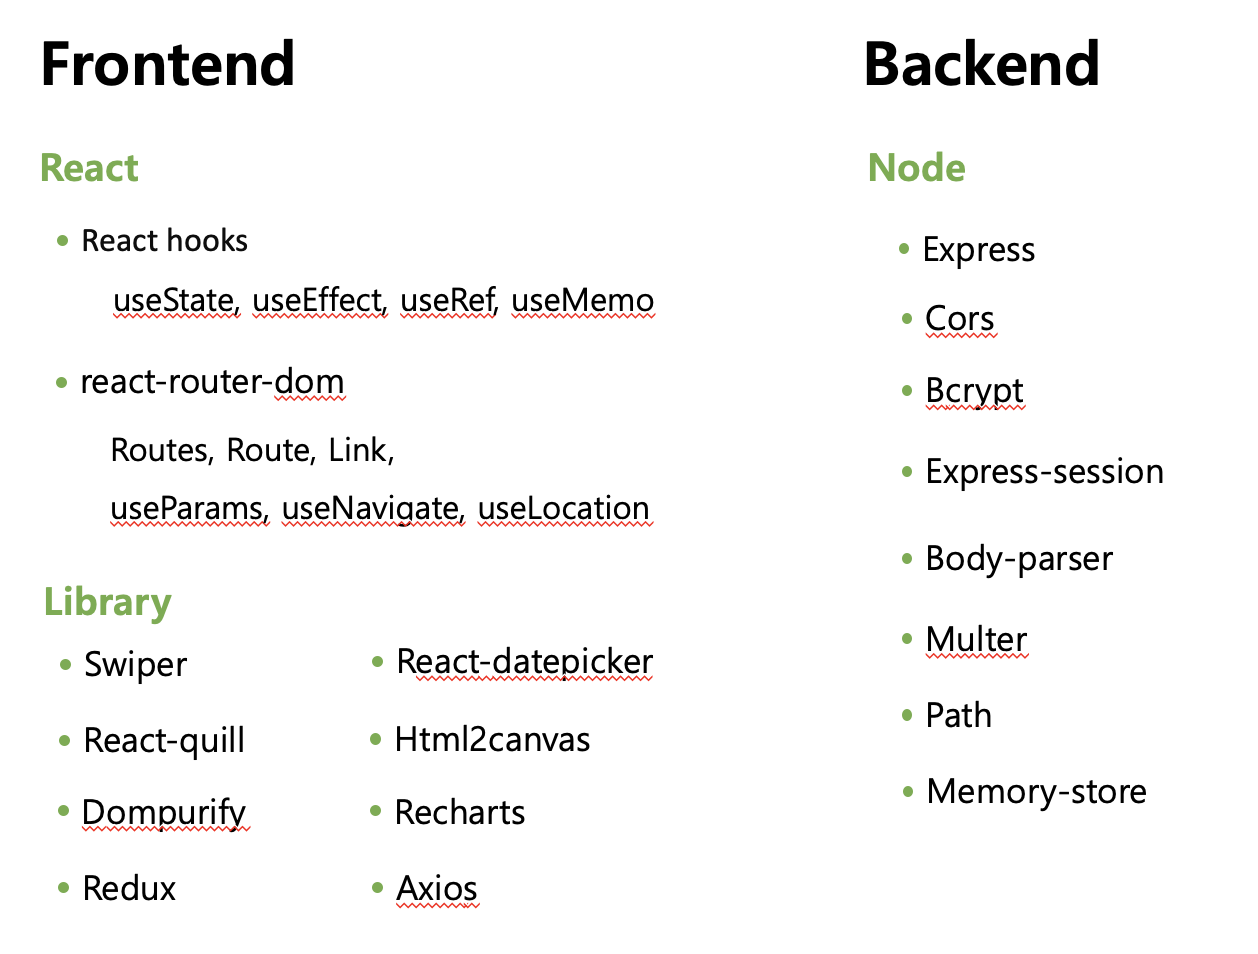 Frontend
React
React hooks
useState, useEffect, useRef, useMemo
react-router-dom
Routes, Route, Link,
useParams, useNavigate, useLocation
Library
Swiper
React-quill
Dompurify
Redux
React-datepicker
Html2canvas
Recharts
Axios
Backend
Node
Express
Cors
Bcrypt
Express-session
Body-parser
Multer
Path
Memory-store